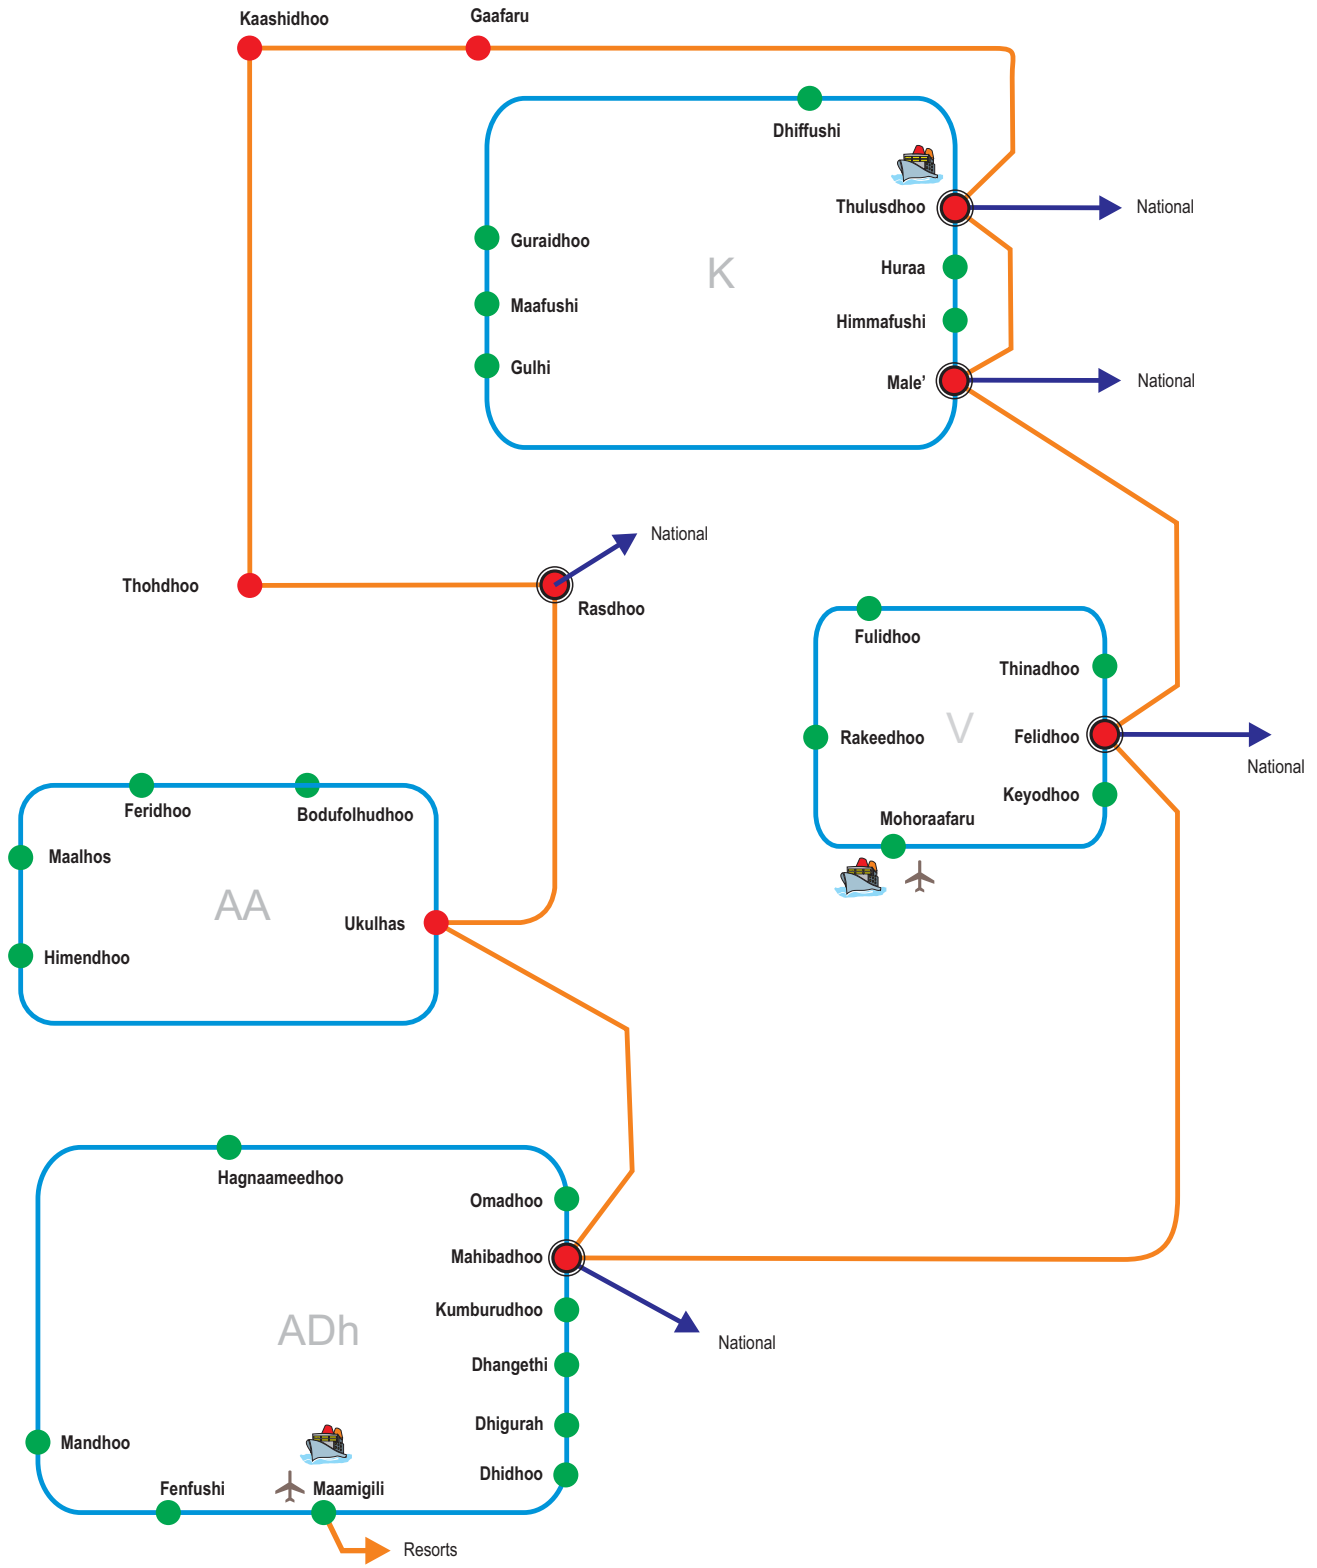 Kaashidhoo
Gaafaru
Dhiffushi
Thulusdhoo
National
Guraidhoo
K
Huraa
Maafushi
Himmafushi
Gulhi
Male’
National
National
Thohdhoo
Rasdhoo
Fulidhoo
Thinadhoo
Rakeedhoo
V
Felidhoo
National
Keyodhoo
Mohoraafaru
Feridhoo
Bodufolhudhoo
Maalhos
AA
Ukulhas
Himendhoo
Hagnaameedhoo
Omadhoo
Mahibadhoo
Kumburudhoo
ADh
National
Dhangethi
Dhigurah
Mandhoo
Dhidhoo
Fenfushi
Maamigili
Resorts